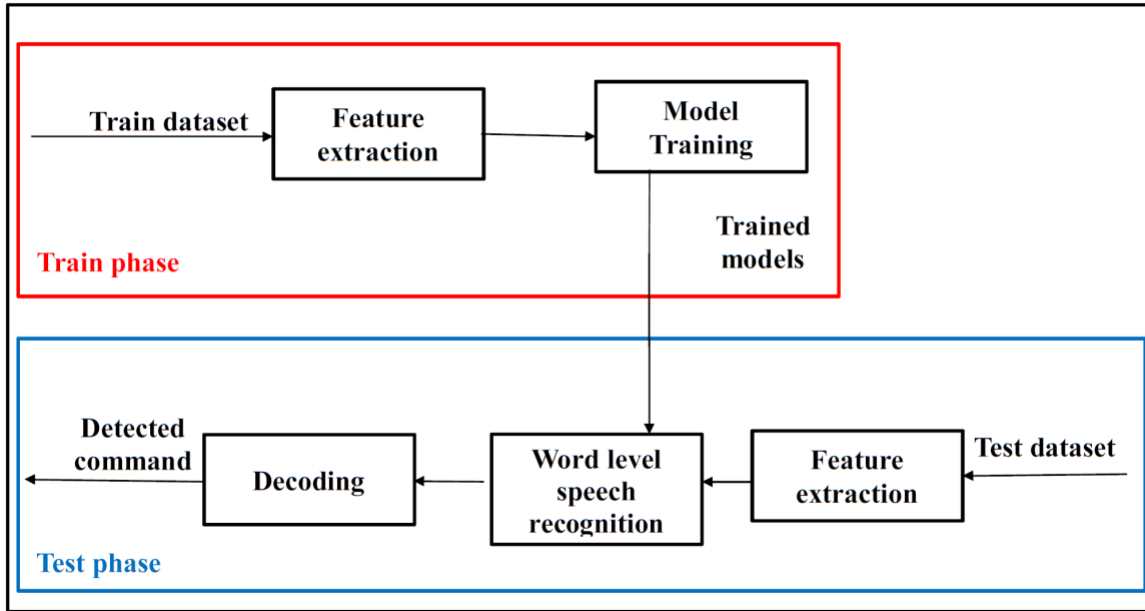 Train dataset
Feature
extraction
Model
Training
Trained
models
Train phase
Detected
command
Decoding
Word level
speech
recognition
Feature
extraction
Test dataset
Test phase